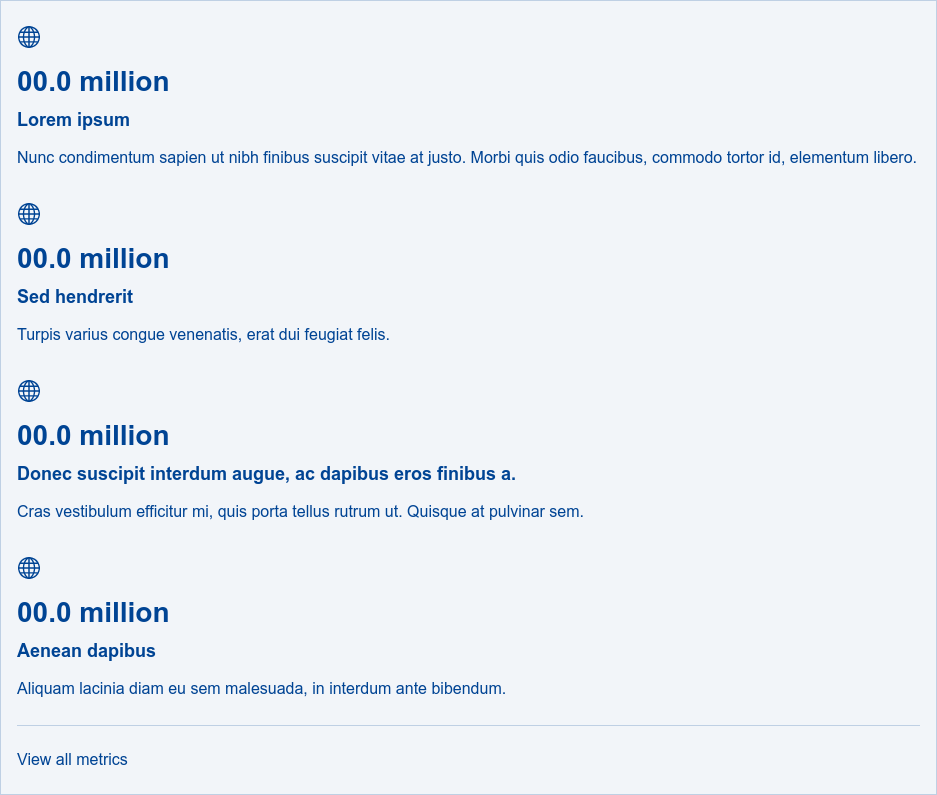 00.0 million
Lorem ipsum
Nunc condimentum sapien ut nibh finibus suscipit vitae at justo. Morbi quis odio faucibus, commodo tortor id, elementum libero.
00.0 million
Sed hendrerit
Turpis varius congue venenatis, erat dui feugiat felis.
00.0 million
Donec suscipit interdum augue, ac dapibus eros finibus a.
Cras vestibulum efficitur mi, quis porta tellus rutrum ut. Quisque at pulvinar sem.
00.0 million
Aenean dapibus
Aliquam lacinia diam eu sem malesuada, in interdum ante bibendum.
View all metrics